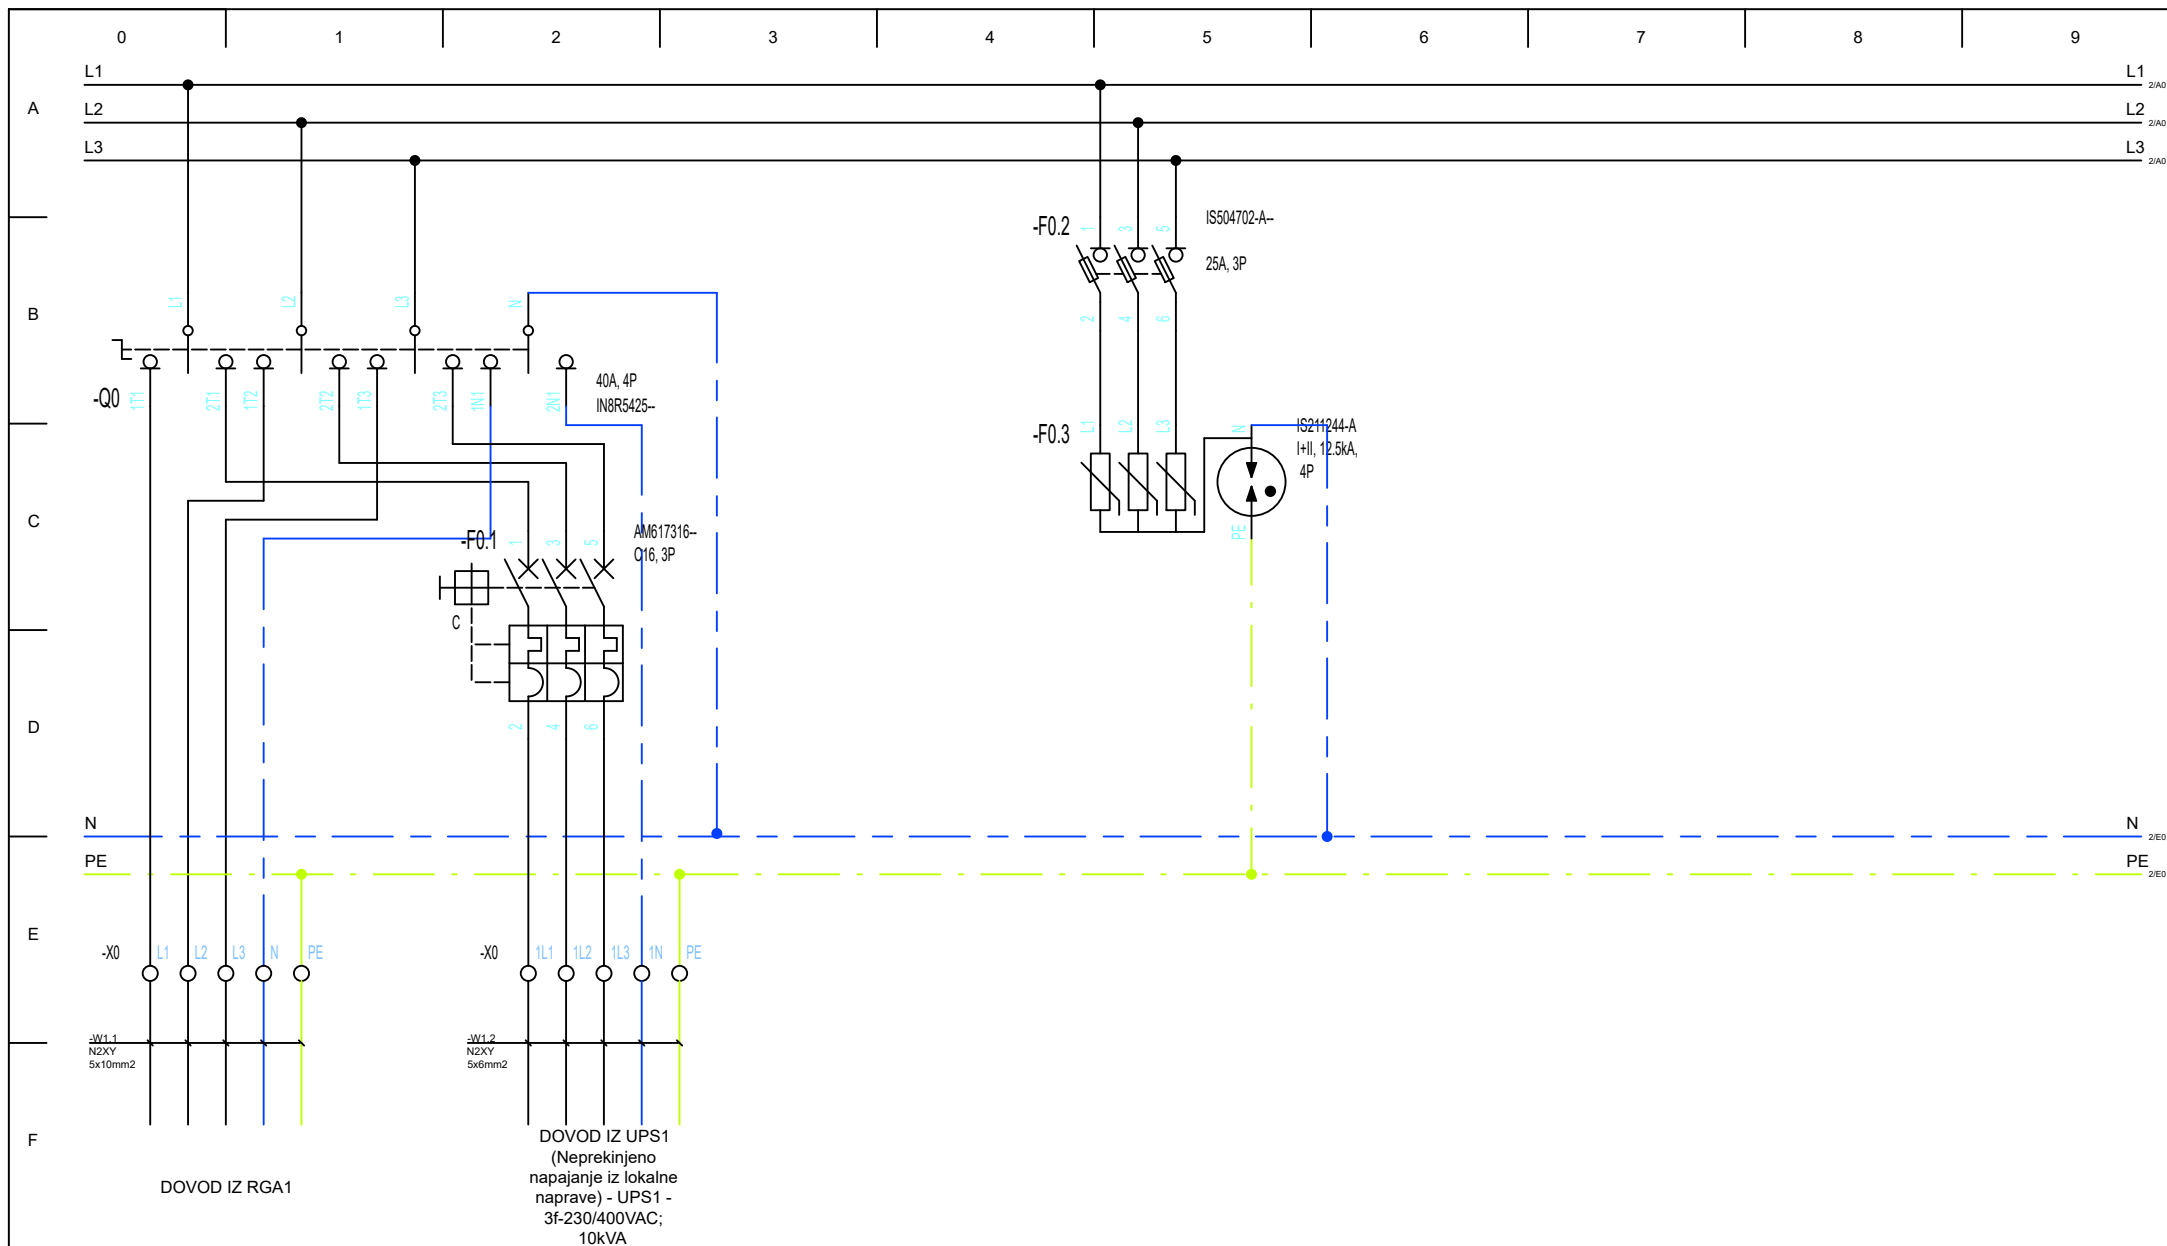 0 1 2 3 4 5 6 7 8 9
A
L1 L1 2/A0
L2 L2 2/A0
L3 L3 2/A0
B
-F0.2 1 3 5 IS504702-A--
25A, 3P
2 4 6
L1 L2 L3 N
-Q0 1T1 2T1 1T2 2T2 1T3 2T3 1N1 2N1
40A, 4P
IN8R5425--
C
-F0.3 L1 L2 L3 N PE
IS211244-A
I+II, 12.5kA,
4P
-F0.1 1 3 5
AM617316--
C16, 3P
C
D
2 4 6
N N 2/E0
PE PE 2/E0
E
-X0 L1 L2 L3 N PE
-X0 1L1 1L2 1L3 1N PE
-W1.1
N2XY
5x10mm2
-W1.2
N2XY
5x6mm2
F
DOVOD IZ RGA1
DOVOD IZ UPS1
(Neprekinjeno
napajanje iz lokalne
naprave) - UPS1 -
3f-230/400VAC;
10kVA